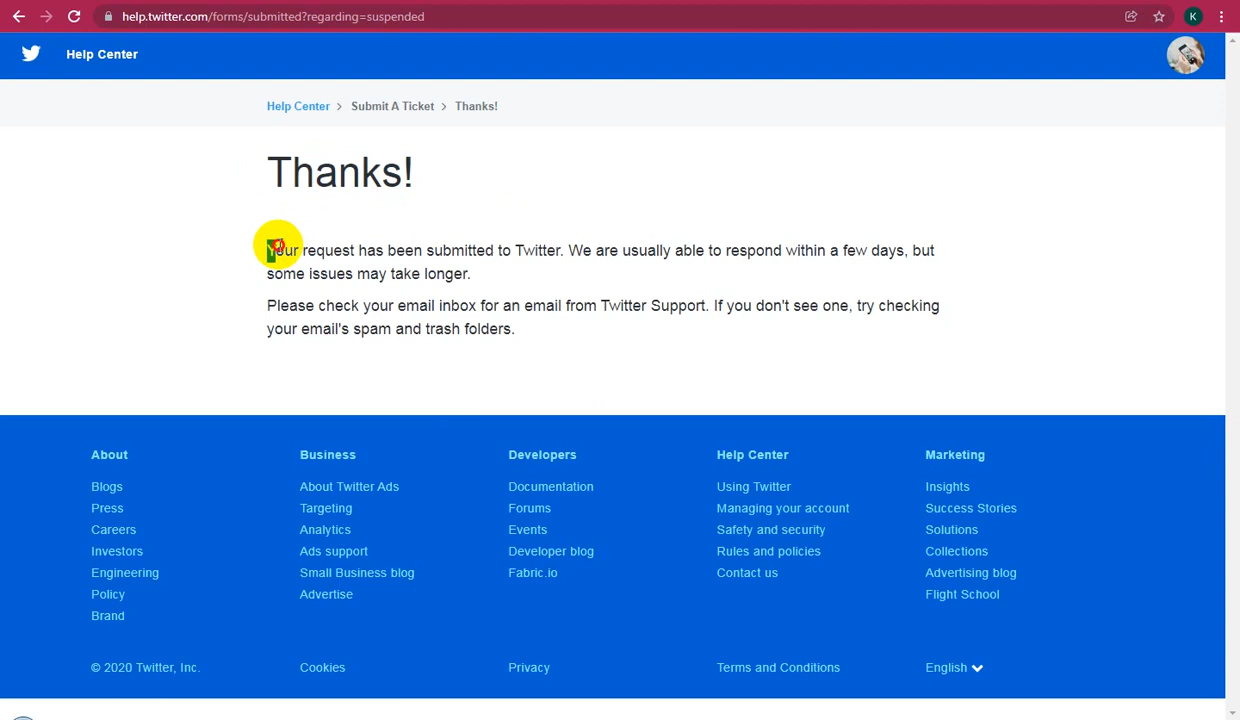 help.twitter.com/forms/submitted?regarding=suspended
K
Help Center
Help Center > Submit A Ticket > Thanks!
Thanks!
Your request has been submitted to Twitter. We are usually able to respond within a few days, but
some issues may take longer.
Please check your email inbox for an email from Twitter Support. If you don't see one, try checking
your email's spam and trash folders.
About Business Developers Help Center Marketing
Blogs About Twitter Ads Documentation Using Twitter Insights
Press Targeting Forums Managing your account Success Stories
Careers Analytics Events Safety and security Solutions
Investors Ads support Developer blog Rules and policies Collections
Engineering Small Business blog Fabric.io Contact us Advertising blog
Policy Advertise Flight School
Brand
© 2020 Twitter, Inc. Cookies Privacy Terms and Conditions English